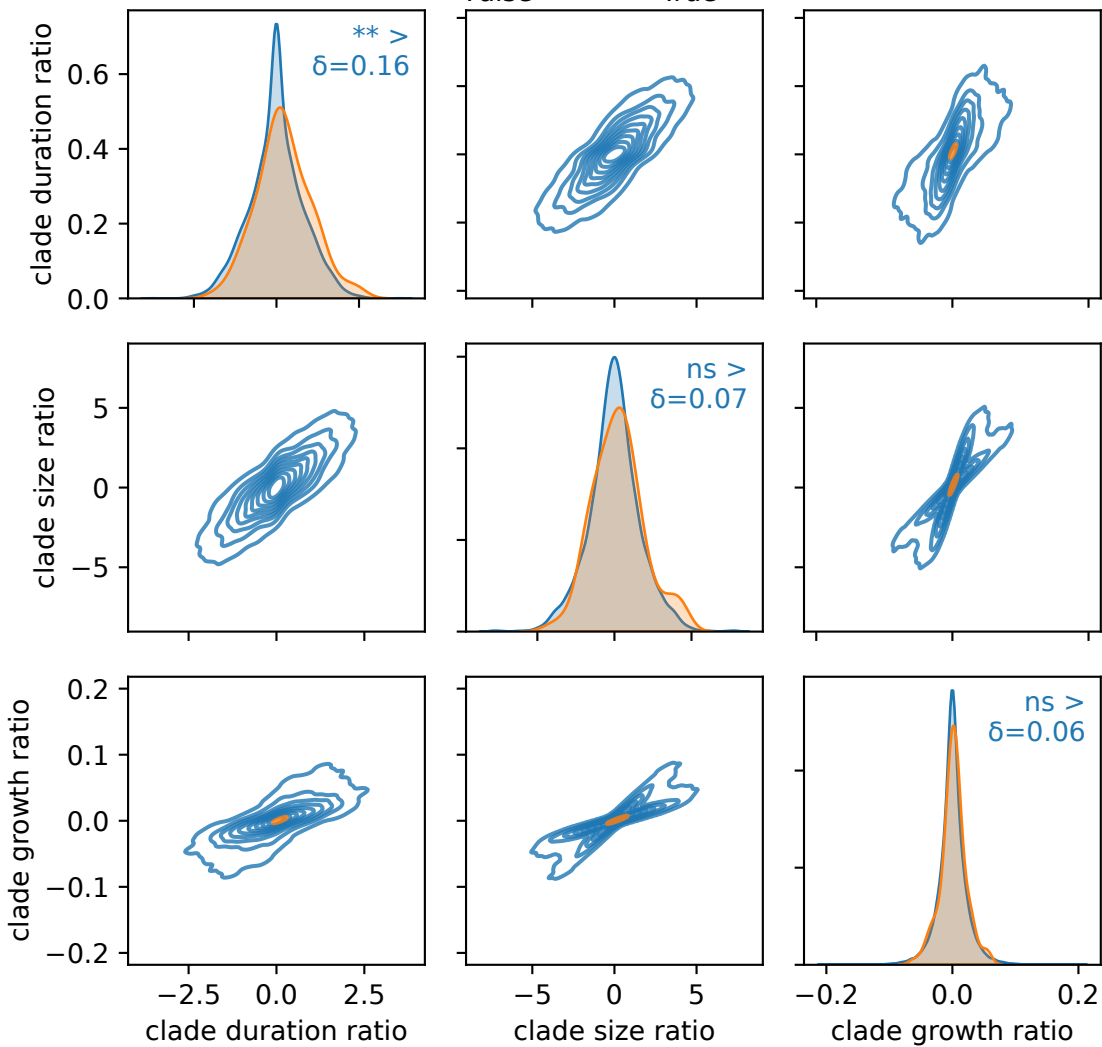 clade duration ratio
0.6
0.4
0.2
0.0
** >
δ=0.16
clade size ratio
5
0
−5
ns >
δ=0.07
clade growth ratio
0.2
0.1
0.0
−0.1
−0.2
ns >
δ=0.06
−2.5 0.0 2.5
−5 0 5
−0.2 0.0 0.2
clade duration ratio
clade size ratio
clade growth ratio